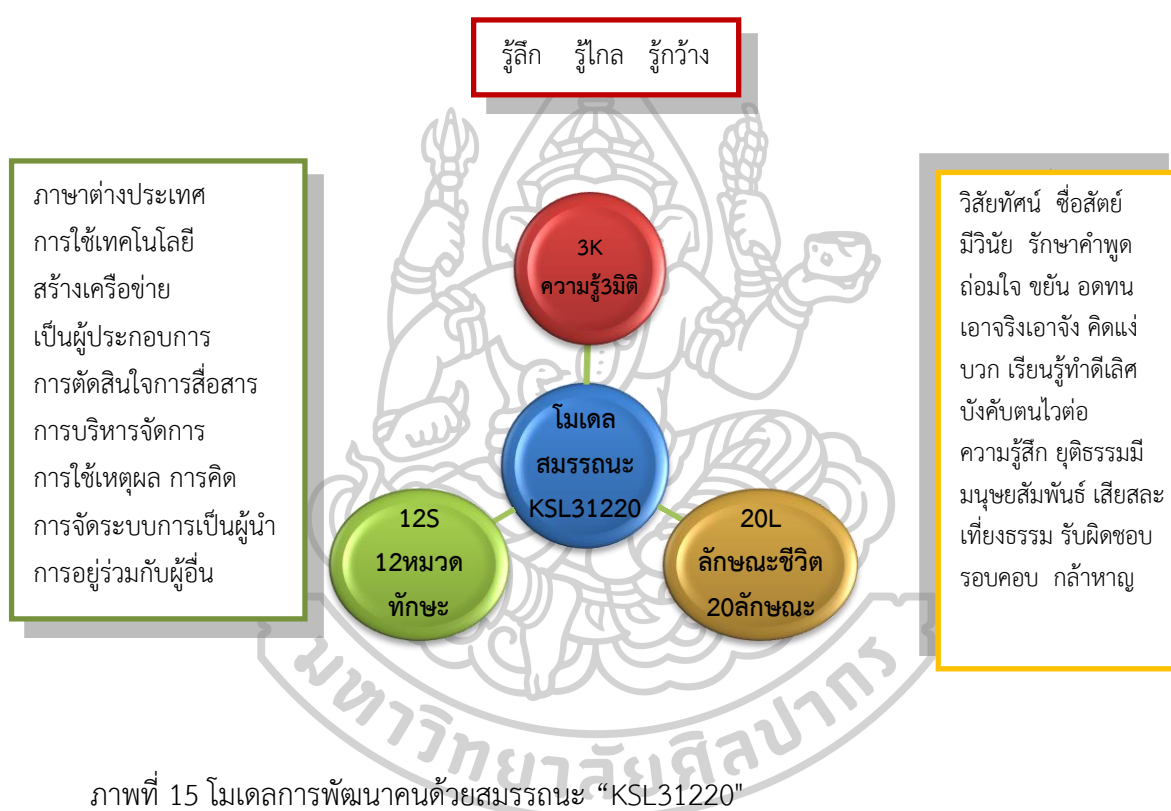 รู้ลึก รู้ไกล รู้กว้าง
ภาษาต่างประเทศ
การใช้เทคโนโลยี
สร้างเครือข่าย
เป็นผู้ประกอบการ
การตัดสินใจการสื่อสาร
การบริหารจัดการ
การใช้เหตุผล การคิด
การจัดระบบการเป็นผู้นำ
การอยู่ร่วมกับผู้อื่น
3K
ความรู้3มิติ
โมเดล
สมรรถนะ
KSL31220
12S
12หมวด
ทักษะ
20L
ลักษณะชีวิต
20ลักษณะ
วิสัยทัศน์ ซื่อสัตย์
มีวินัย รักษาคำพูด
ถ่อมใจ ขยัน อดทน
เอาจริงเอาจัง คิดแง่
บวก เรียนรู้ทำดีเลิศ
บังคับตนไวต่อ
ความรู้สึก ยุติธรรมมี
มนุษยสัมพันธ์ เสียสละ
เที่ยงธรรม รับผิดชอบ
รอบคอบ กล้าหาญ
มหาวิทยาลัยศิลปากร
ภาพที่ 15 โมเดลการพัฒนาคนด้วยสมรรถนะ “KSL31220"